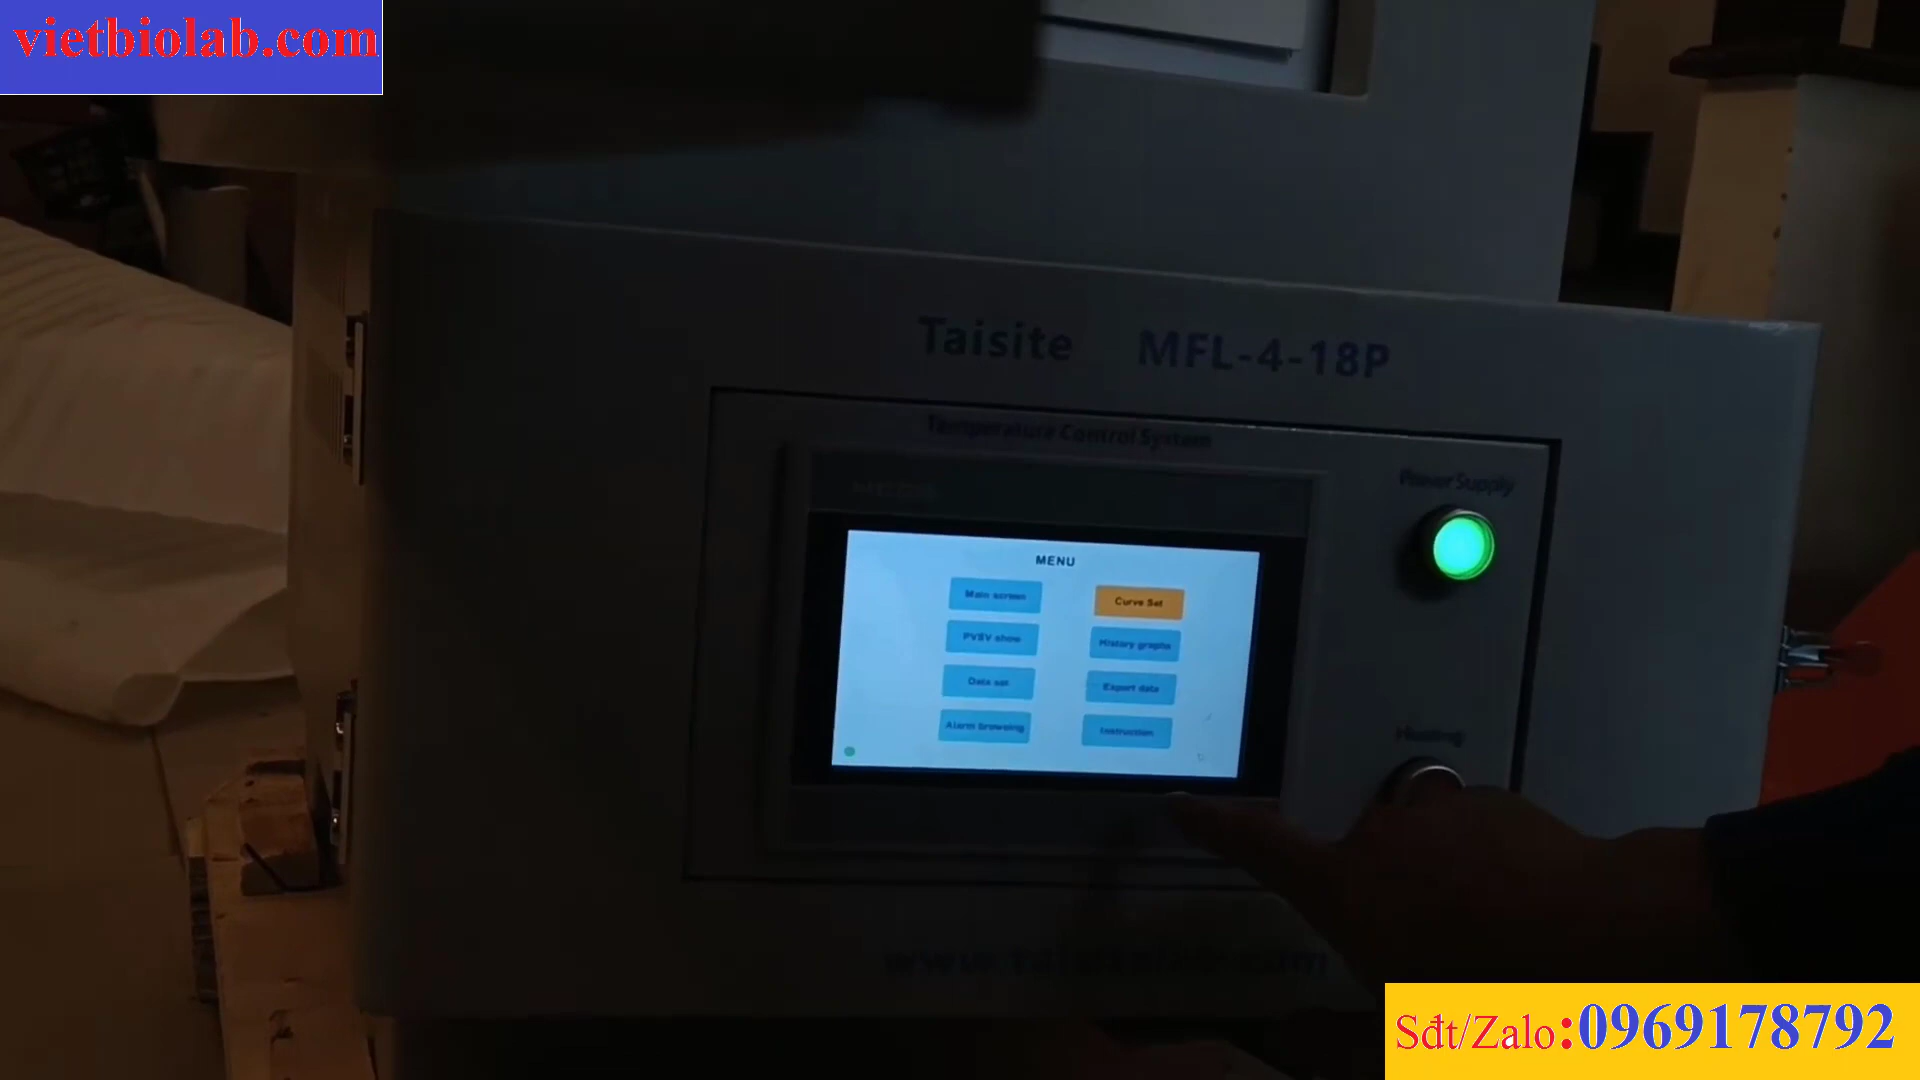 vietbiolab.com
Taisite MFL-4-18P
Temperature Control System
Power Supply
MENU
Main screen
Curve Set
PVSV show
History graphs
Data set
Export data
Alarm browsing
Instruction
Heating
Sđt/Zalo:0969178792